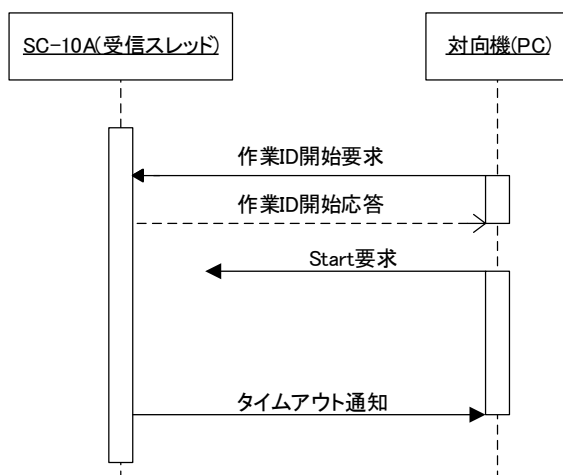 SC-10A(受信スレッド)
対向機(PC)
作業ID開始要求
作業ID開始応答
Start要求
タイムアウト通知